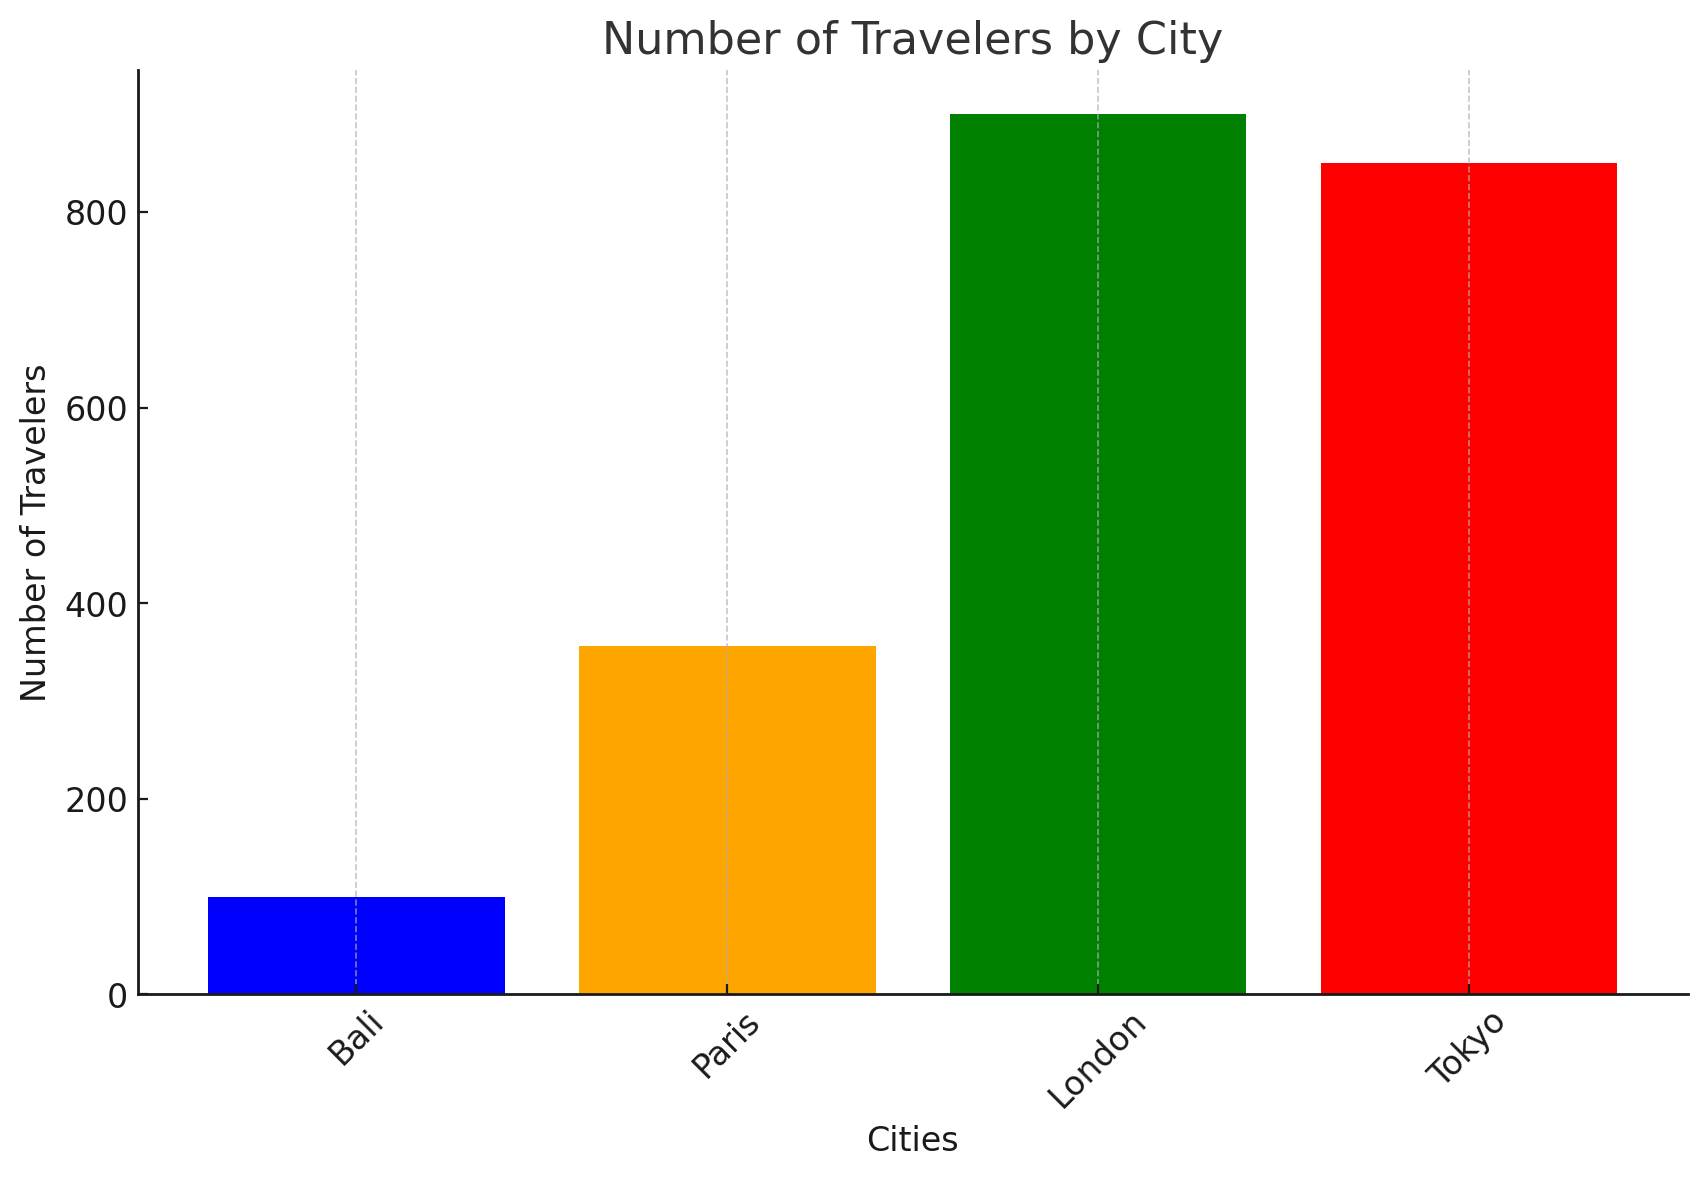 Number of Travelers by City
Number of Travelers
800
600
400
200
0
Bali
Paris
London
Tokyo
Cities